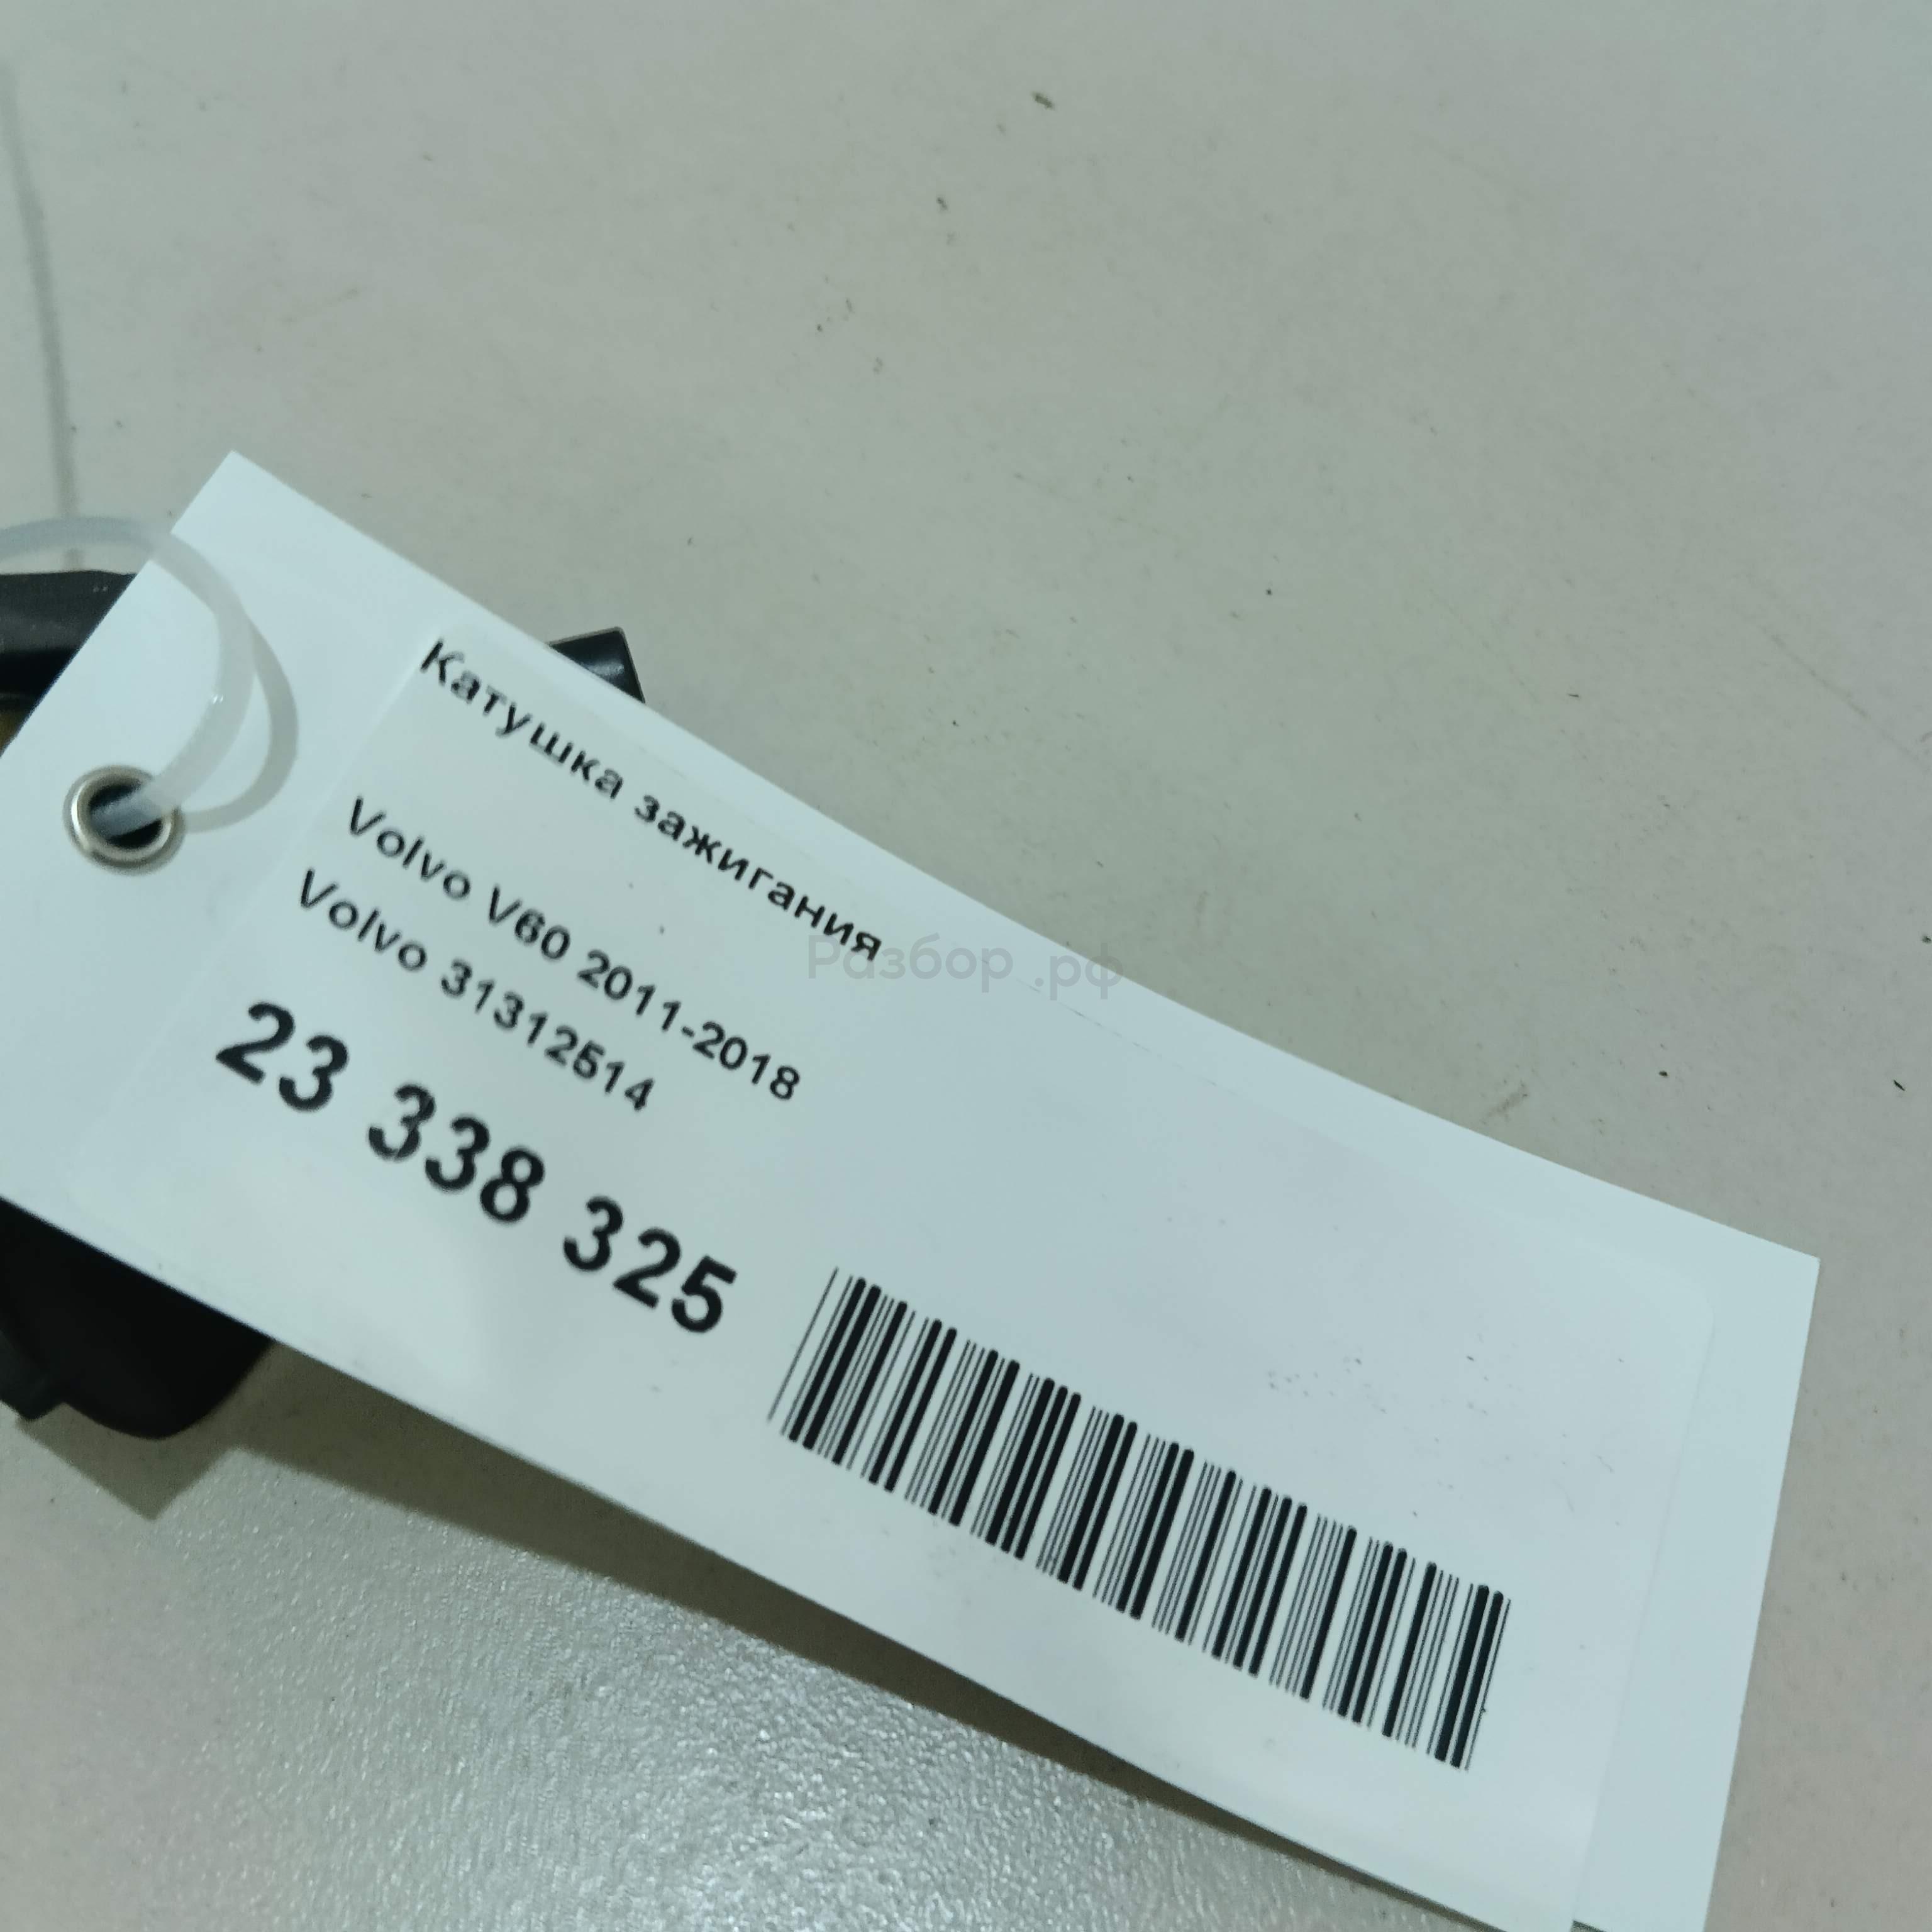 Катушка зажигания
Volvo V60 2011-2018
Volvo 31312514
23 338 325
Разбор.рф